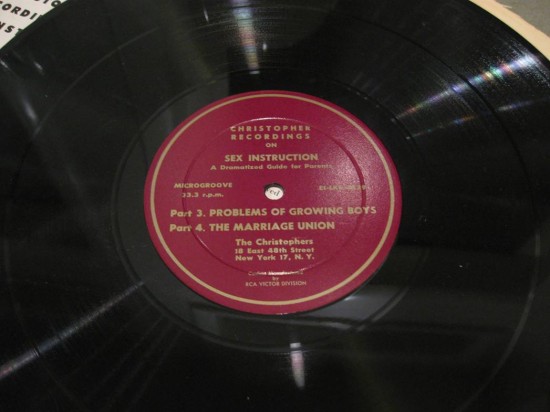 CORDI
CHRISTOPHER
RECORDINGS
ON
SEX INSTRUCTION
A Dramatized Guide for Parents
MICROGROOVE
33.3 r.p.m.
Part 3. PROBLEMS OF GROWING BOYS
Part 4. THE MARRIAGE UNION
The Christophers
18 East 48th Street
New York 17, N. Y.
by
RCA VICTOR DIVISION